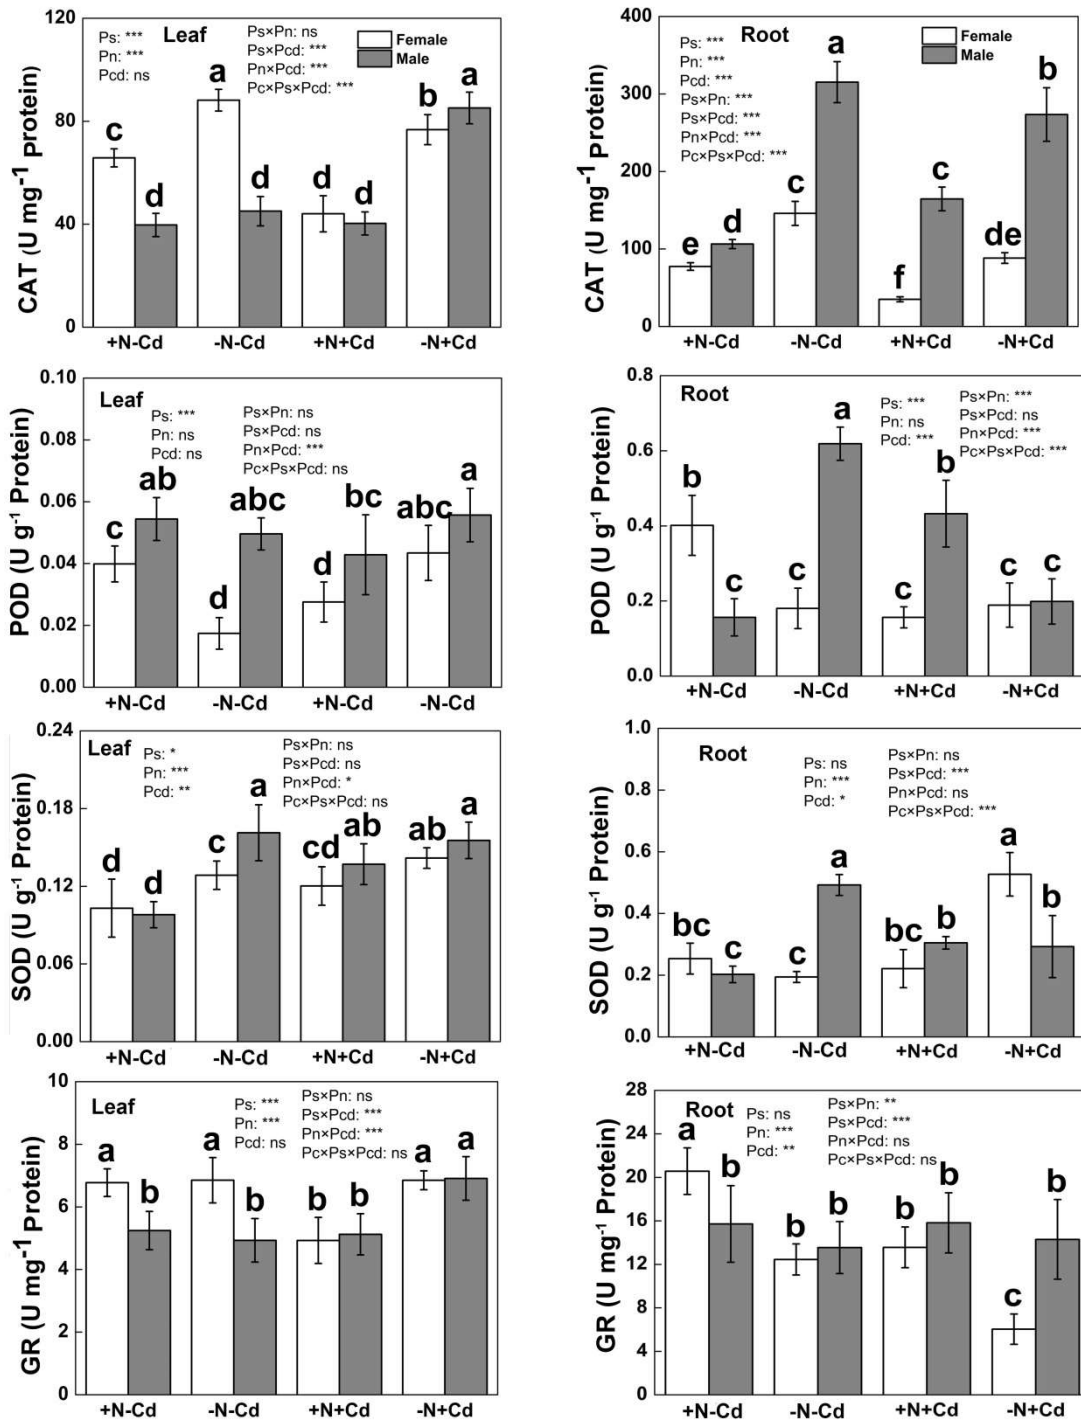 Leaf
Ps: ***
Pn: ***
Pcd: ns
Ps×Pn: ns
Ps×Pcd: ***
Pn×Pcd: ***
Pc×Ps×Pcd: ***
Female
Male
CAT (U mg-1 protein)
120
80
40
0
c
d
a
d
d
d
b
a
+N-Cd
-N-Cd
+N+Cd
-N+Cd
Root
Ps: ***
Pn: ***
Pcd: ***
Ps×Pn: ***
Ps×Pcd: ***
Pn×Pcd: ***
Pc×Ps×Pcd: ***
Female
Male
CAT (U mg-1 protein)
400
300
200
100
0
e
d
c
a
f
c
de
b
+N-Cd
-N-Cd
+N+Cd
-N+Cd
Leaf
Ps: ***
Pn: ns
Pcd: ns
Ps×Pn: ns
Ps×Pcd: ns
Pn×Pcd: ***
Pc×Ps×Pcd: ns
POD (U g-1 Protein)
0.10
0.08
0.06
0.04
0.02
0.00
c
ab
d
abc
d
bc
abc
a
+N-Cd
-N-Cd
+N-Cd
-N-Cd
Root
Ps: ***
Pn: ns
Pcd: ***
Ps×Pn: ***
Ps×Pcd: ns
Pn×Pcd: ***
Pc×Ps×Pcd: ***
POD (U g-1 Protein)
0.8
0.6
0.4
0.2
0.0
b
c
c
a
c
b
c
c
+N-Cd
-N-Cd
+N+Cd
-N+Cd
Leaf
Ps: *
Pn: ***
Pcd: **
Ps×Pn: ns
Ps×Pcd: ns
Pn×Pcd: *
Pc×Ps×Pcd: ns
SOD (U g-1 Protein)
0.24
0.18
0.12
0.06
0.00
d
d
c
a
cd
ab
ab
a
+N-Cd
-N-Cd
+N+Cd
-N+Cd
Root
Ps: ns
Pn: ***
Pcd: *
Ps×Pn: ns
Ps×Pcd: ***
Pn×Pcd: ns
Pc×Ps×Pcd: ***
SOD (U g-1 Protein)
1.0
0.8
0.6
0.4
0.2
0.0
bc
c
c
a
bc
b
a
b
+N-Cd
-N-Cd
+N+Cd
-N+Cd
Leaf
Ps: ***
Pn: ***
Pcd: ns
Ps×Pn: ns
Ps×Pcd: ***
Pn×Pcd: ***
Pc×Ps×Pcd: ns
GR (U mg-1 Protein)
10
8
6
4
2
0
a
b
a
b
b
b
a
a
+N-Cd
-N-Cd
+N+Cd
-N+Cd
Root
Ps: ns
Pn: ***
Pcd: **
Ps×Pn: **
Ps×Pcd: ***
Pn×Pcd: ns
Pc×Ps×Pcd: ns
GR (U mg-1 Protein)
28
24
20
16
12
8
4
0
a
b
b
b
b
b
c
b
+N-Cd
-N-Cd
+N+Cd
-N+Cd